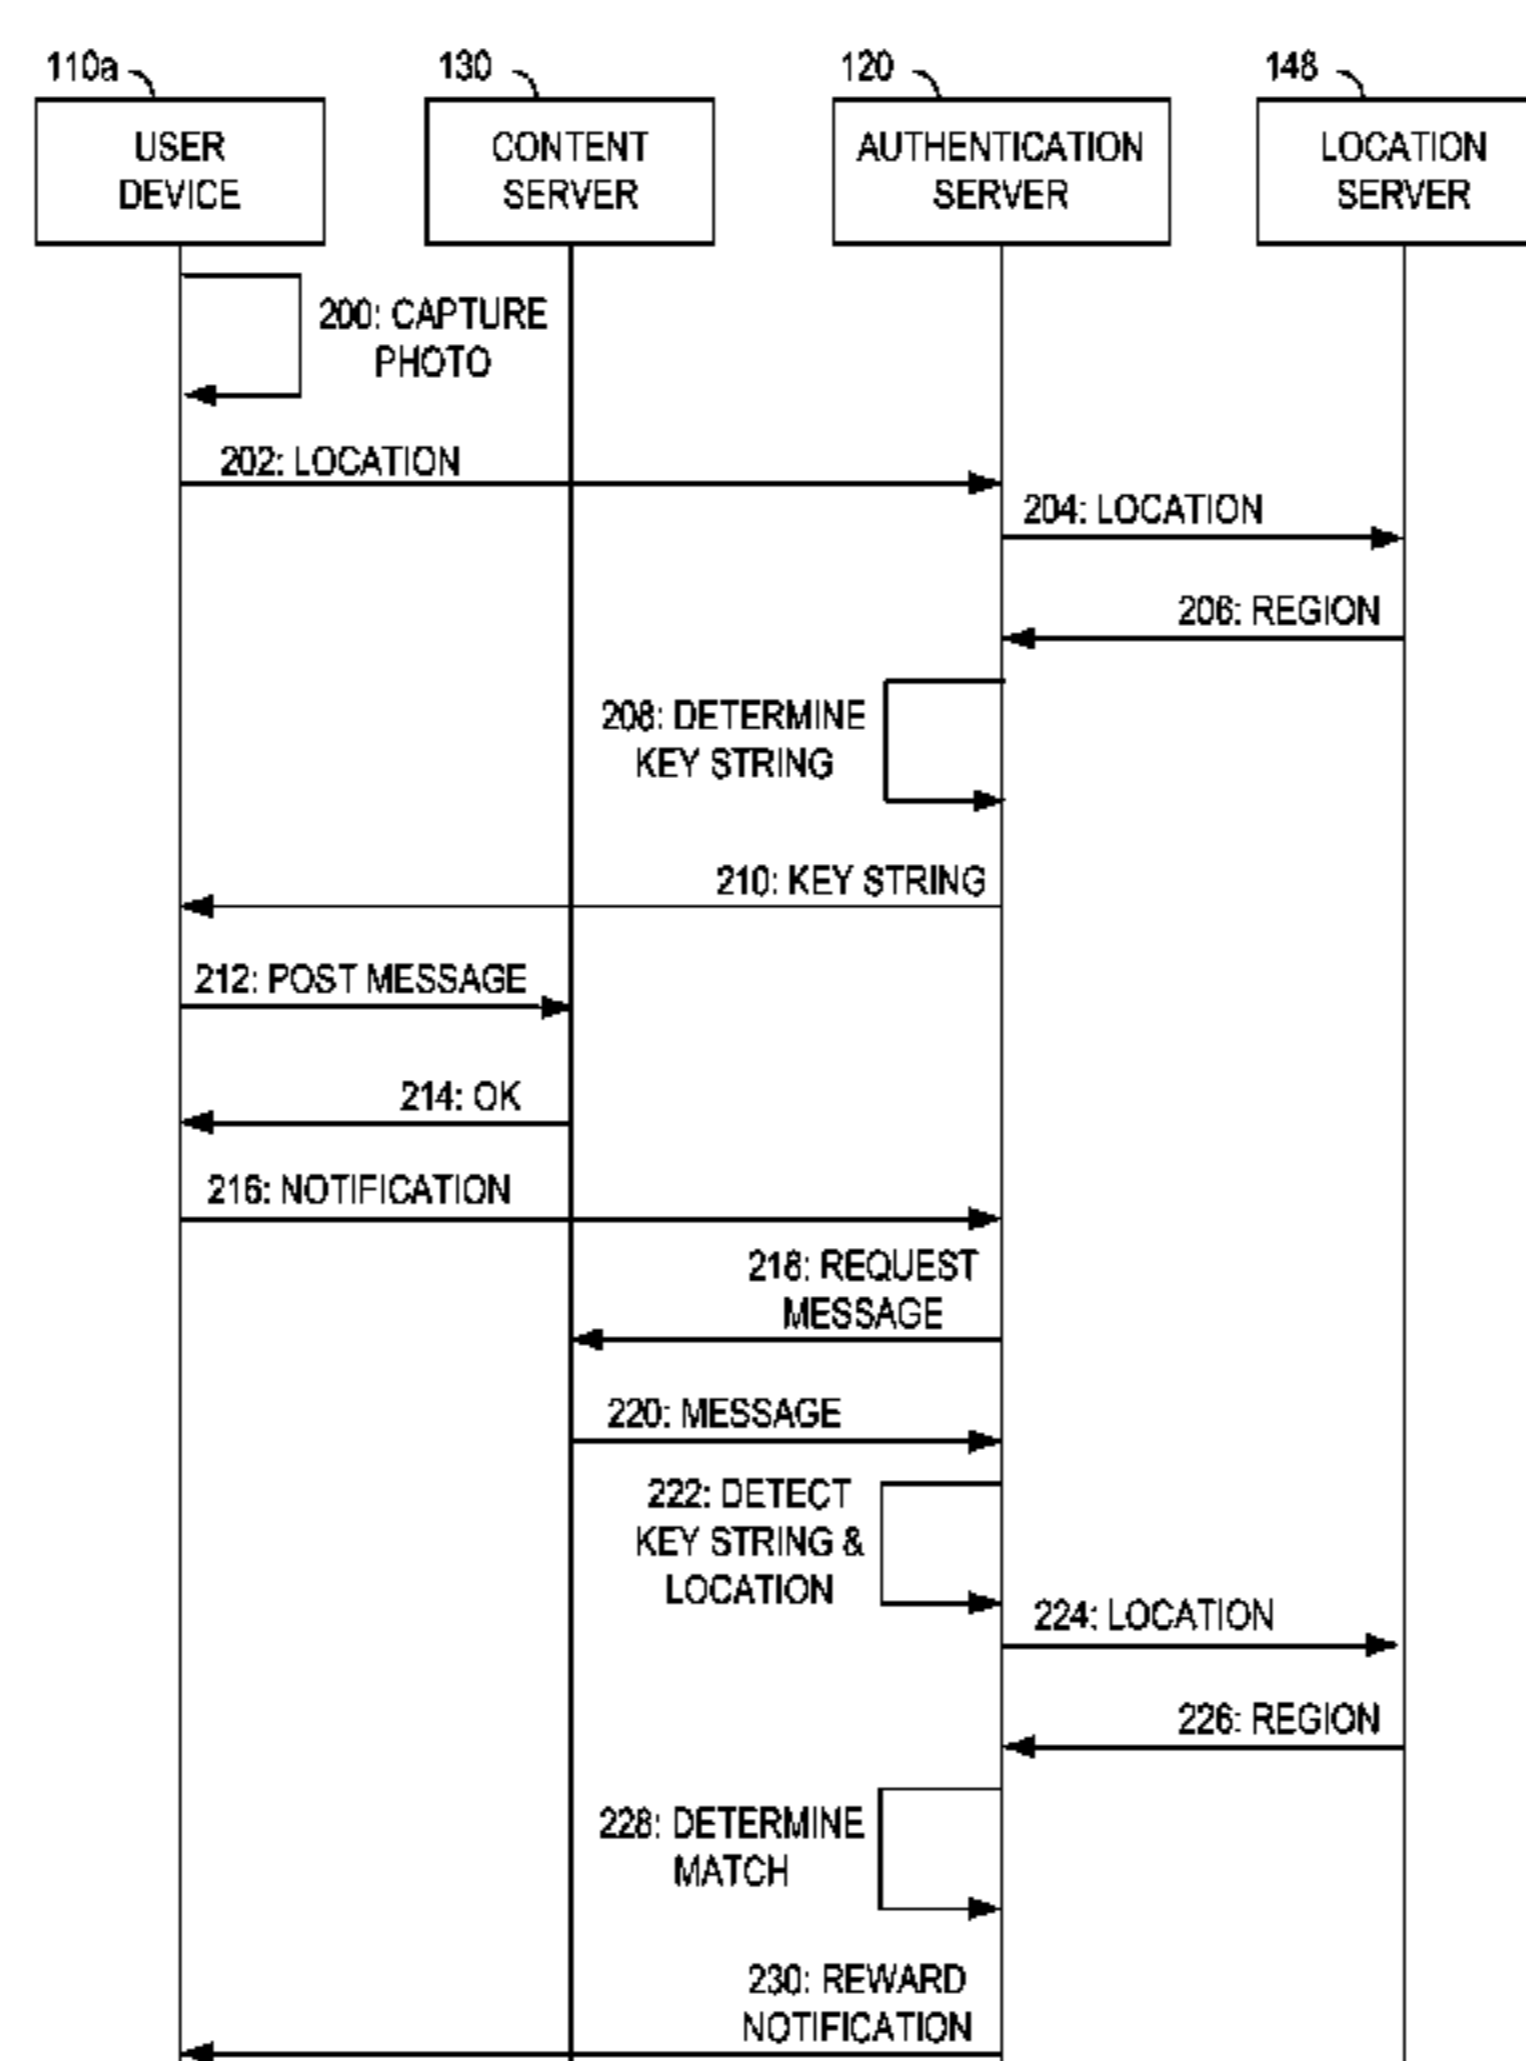 110a
130
120
148
USER
DEVICE
CONTENT
SERVER
AUTHENTICATION
SERVER
LOCATION
SERVER
200: CAPTURE
PHOTO
202: LOCATION
204: LOCATION
206: REGION
208: DETERMINE
KEY STRING
210: KEY STRING
212: POST MESSAGE
214: OK
216: NOTIFICATION
218: REQUEST
MESSAGE
220: MESSAGE
222: DETECT
KEY STRING &
LOCATION
224: LOCATION
226: REGION
228: DETERMINE
MATCH
230: REWARD
NOTIFICATION